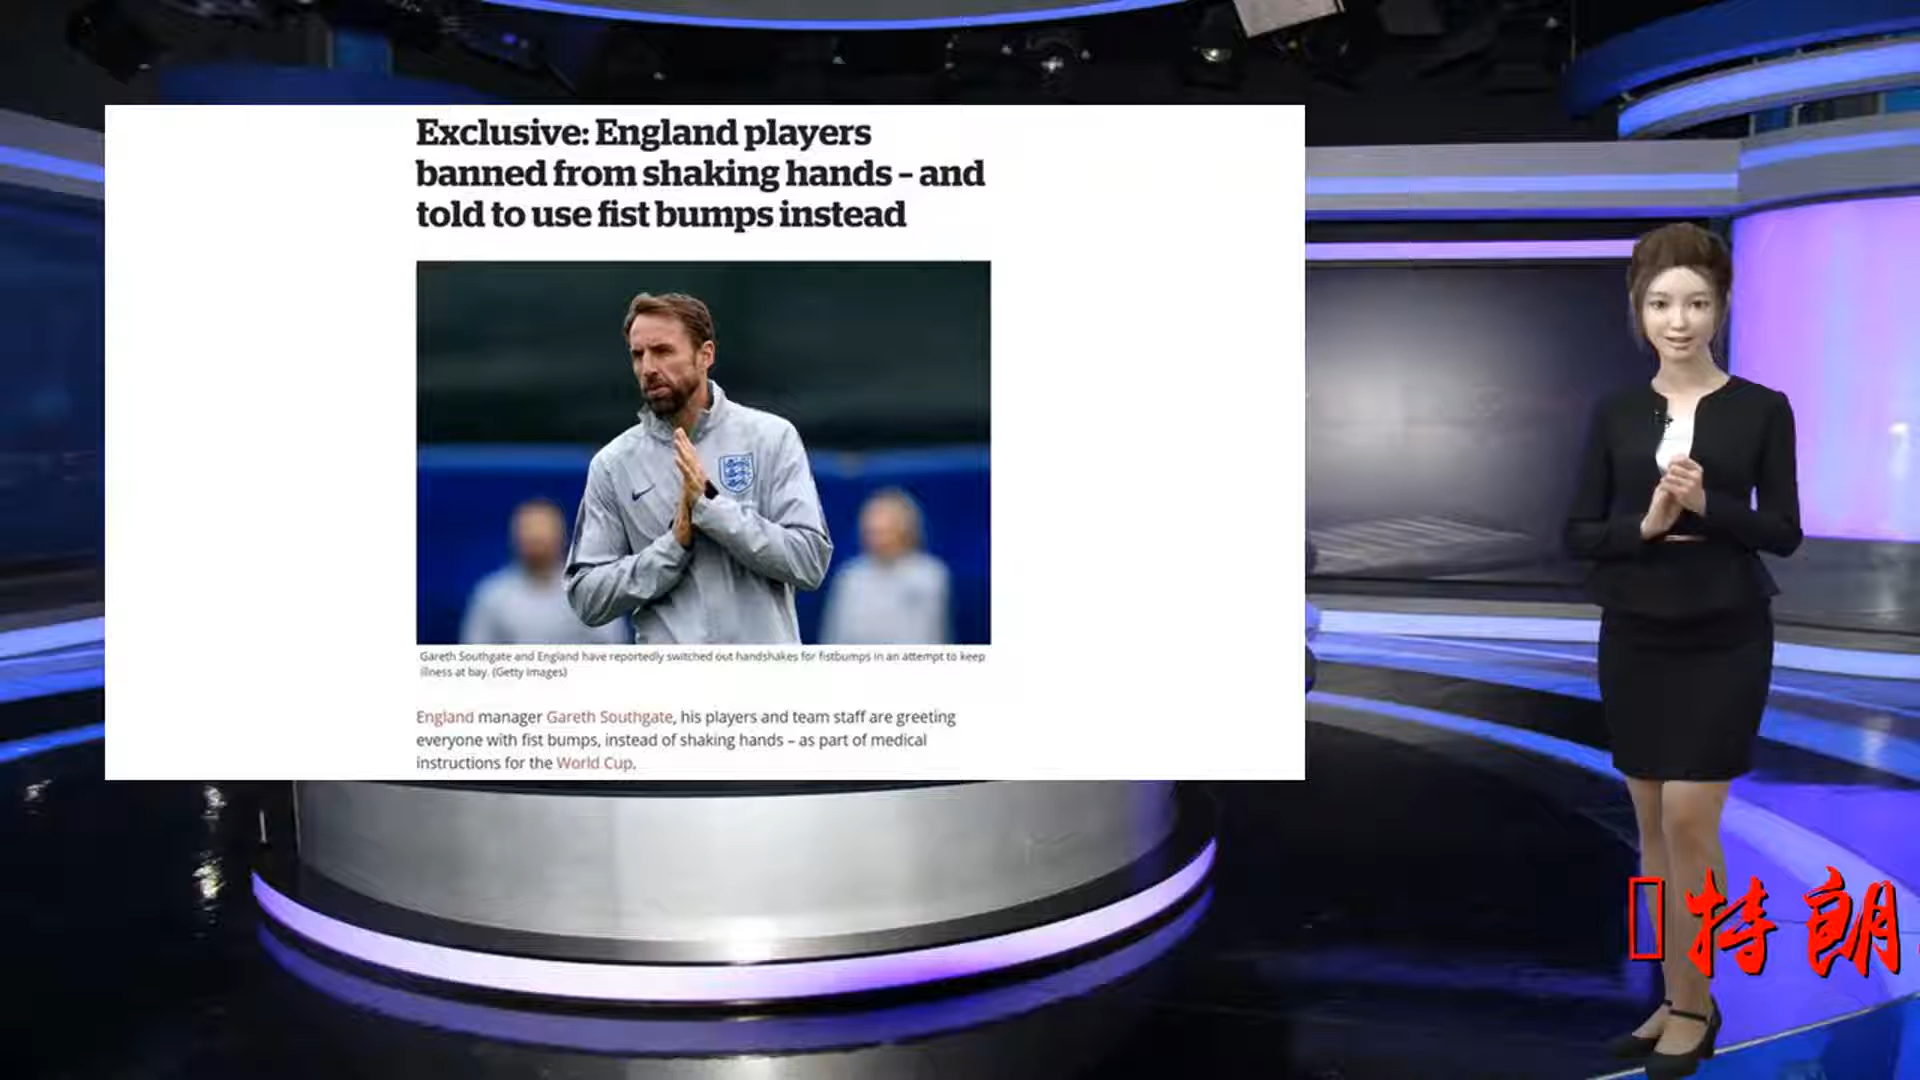 Exclusive: England players
banned from shaking hands – and
told to use fist bumps instead
Gareth Southgate and England have reportedly switched out handshakes for fistbumps in an attempt to keep
illness at bay. (Getty Images)
England manager Gareth Southgate, his players and team staff are greeting
everyone with fist bumps, instead of shaking hands – as part of medical
instructions for the World Cup.
特朗